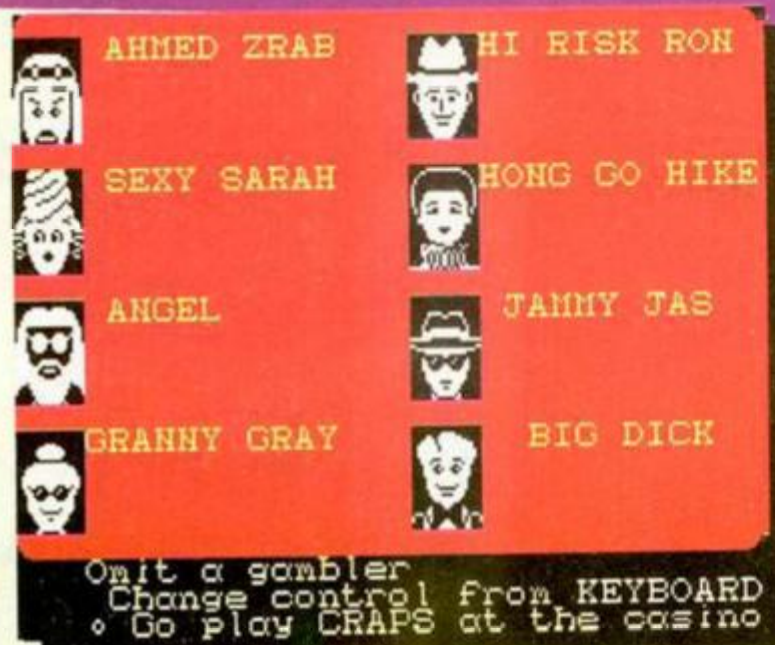 AHMED ZRAB
HI RISK RON
SEXY SARAH
HONG GO HIKE
ANGEL
JAMMY JAS
GRANNY GRAY
BIG DICK
Omit a gambler
Change control from KEYBOARD
Go play CRAPS at the casino